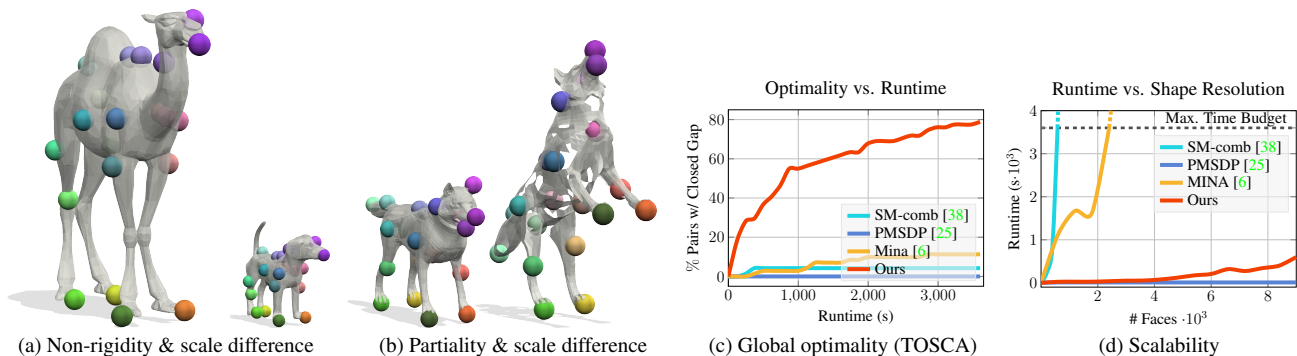 Optimality vs. Runtime
% Pairs w/ Closed Gap
80
60
40
20
0
SM-comb [38]
PMSDP [25]
Mina [6]
Ours
0
1,000
2,000
3,000
Runtime (s)
Runtime vs. Shape Resolution
Runtime (s·10³)
4
3
2
1
0
Max. Time Budget
SM-comb [38]
PMSDP [25]
MINA [6]
Ours
2
4
6
8
# Faces ·10³
(a) Non-rigidity & scale difference
(b) Partiality & scale difference
(c) Global optimality (TOSCA)
(d) Scalability